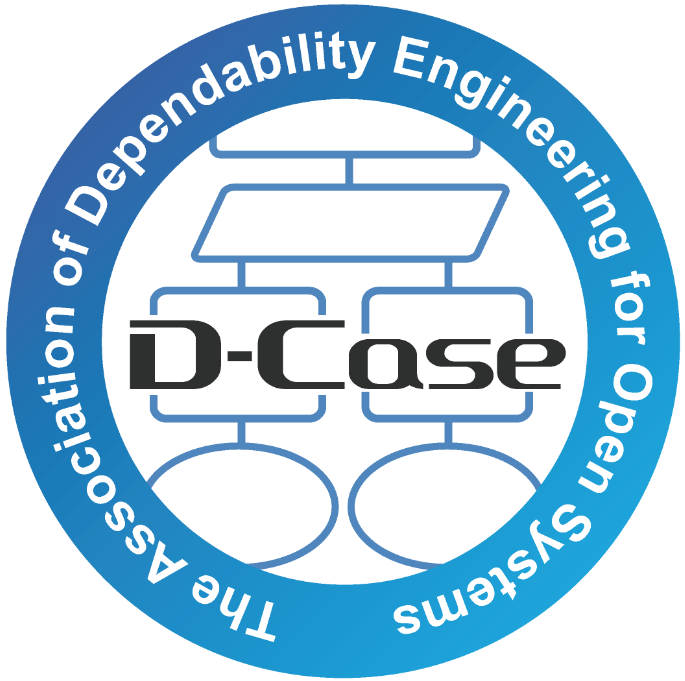 The Association of Dependability Engineering for Open Systems
D-Case